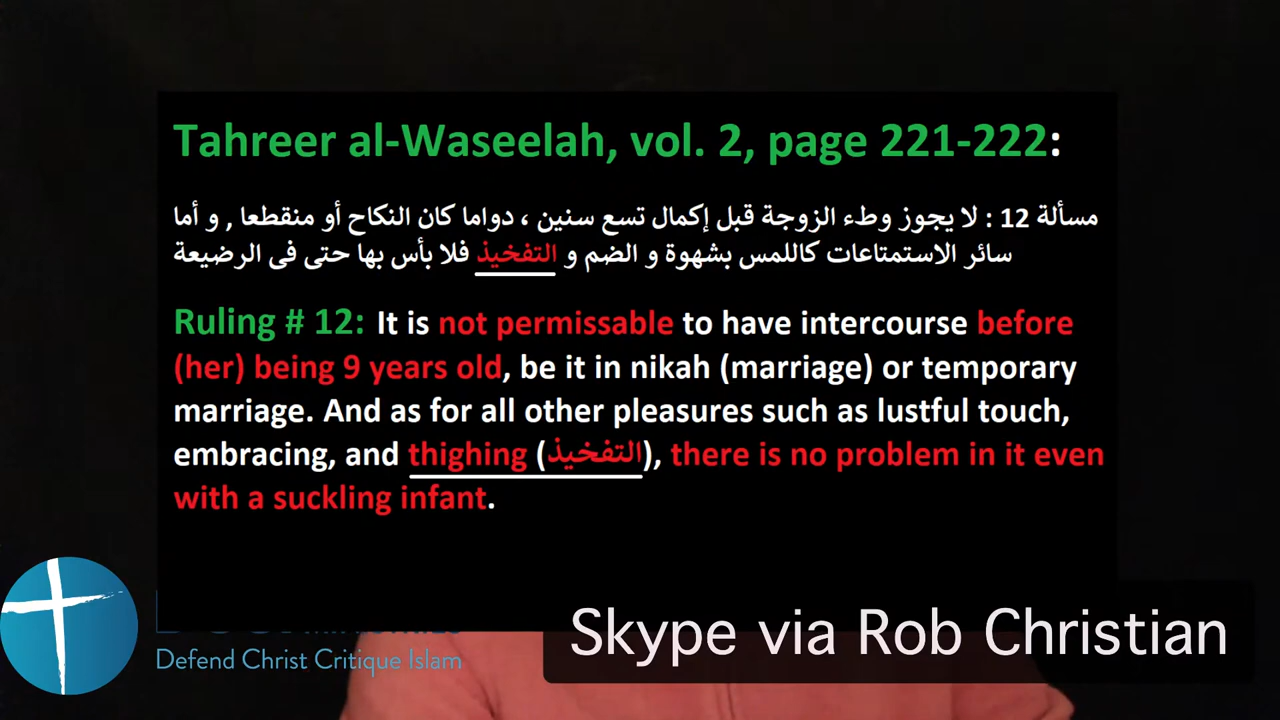 Tahreer al-Waseelah, vol. 2, page 221-222:
مسألة 12 : لا يجوز وطء الزوجة قبل إكمال تسع سنين ، دواما كان النكاح أو منقطعا , و أما
سائر الاستمتاعات كاللمس بشهوة و الضم و التفخيذ فلا بأس بها حتى فى الرضيعة
Ruling # 12: It is not permissable to have intercourse before
(her) being 9 years old, be it in nikah (marriage) or temporary
marriage. And as for all other pleasures such as lustful touch,
embracing, and thighing (التفخيذ), there is no problem in it even
with a suckling infant.
Defend Christ Critique Islam
Skype via Rob Christian